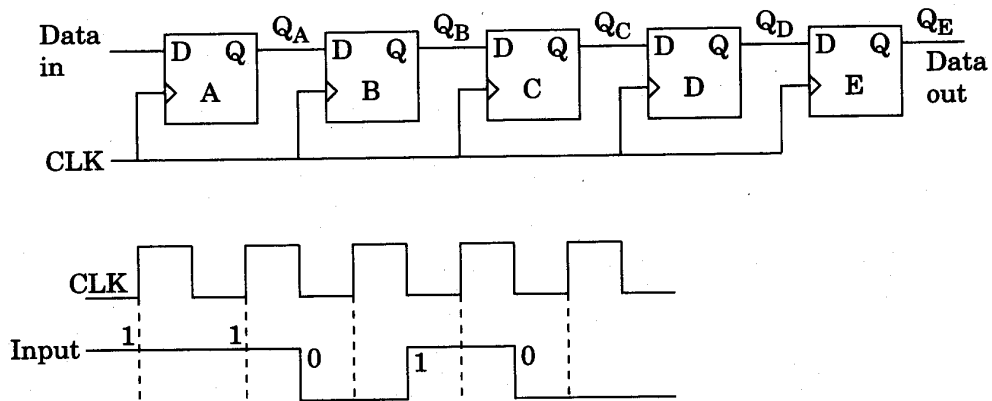 Data in
D Q
A
Q_A
D Q
B
Q_B
D Q
C
Q_C
D Q
D
Q_D
D Q
E
Q_E
Data out
CLK
CLK
Input
1 1 0 1 0